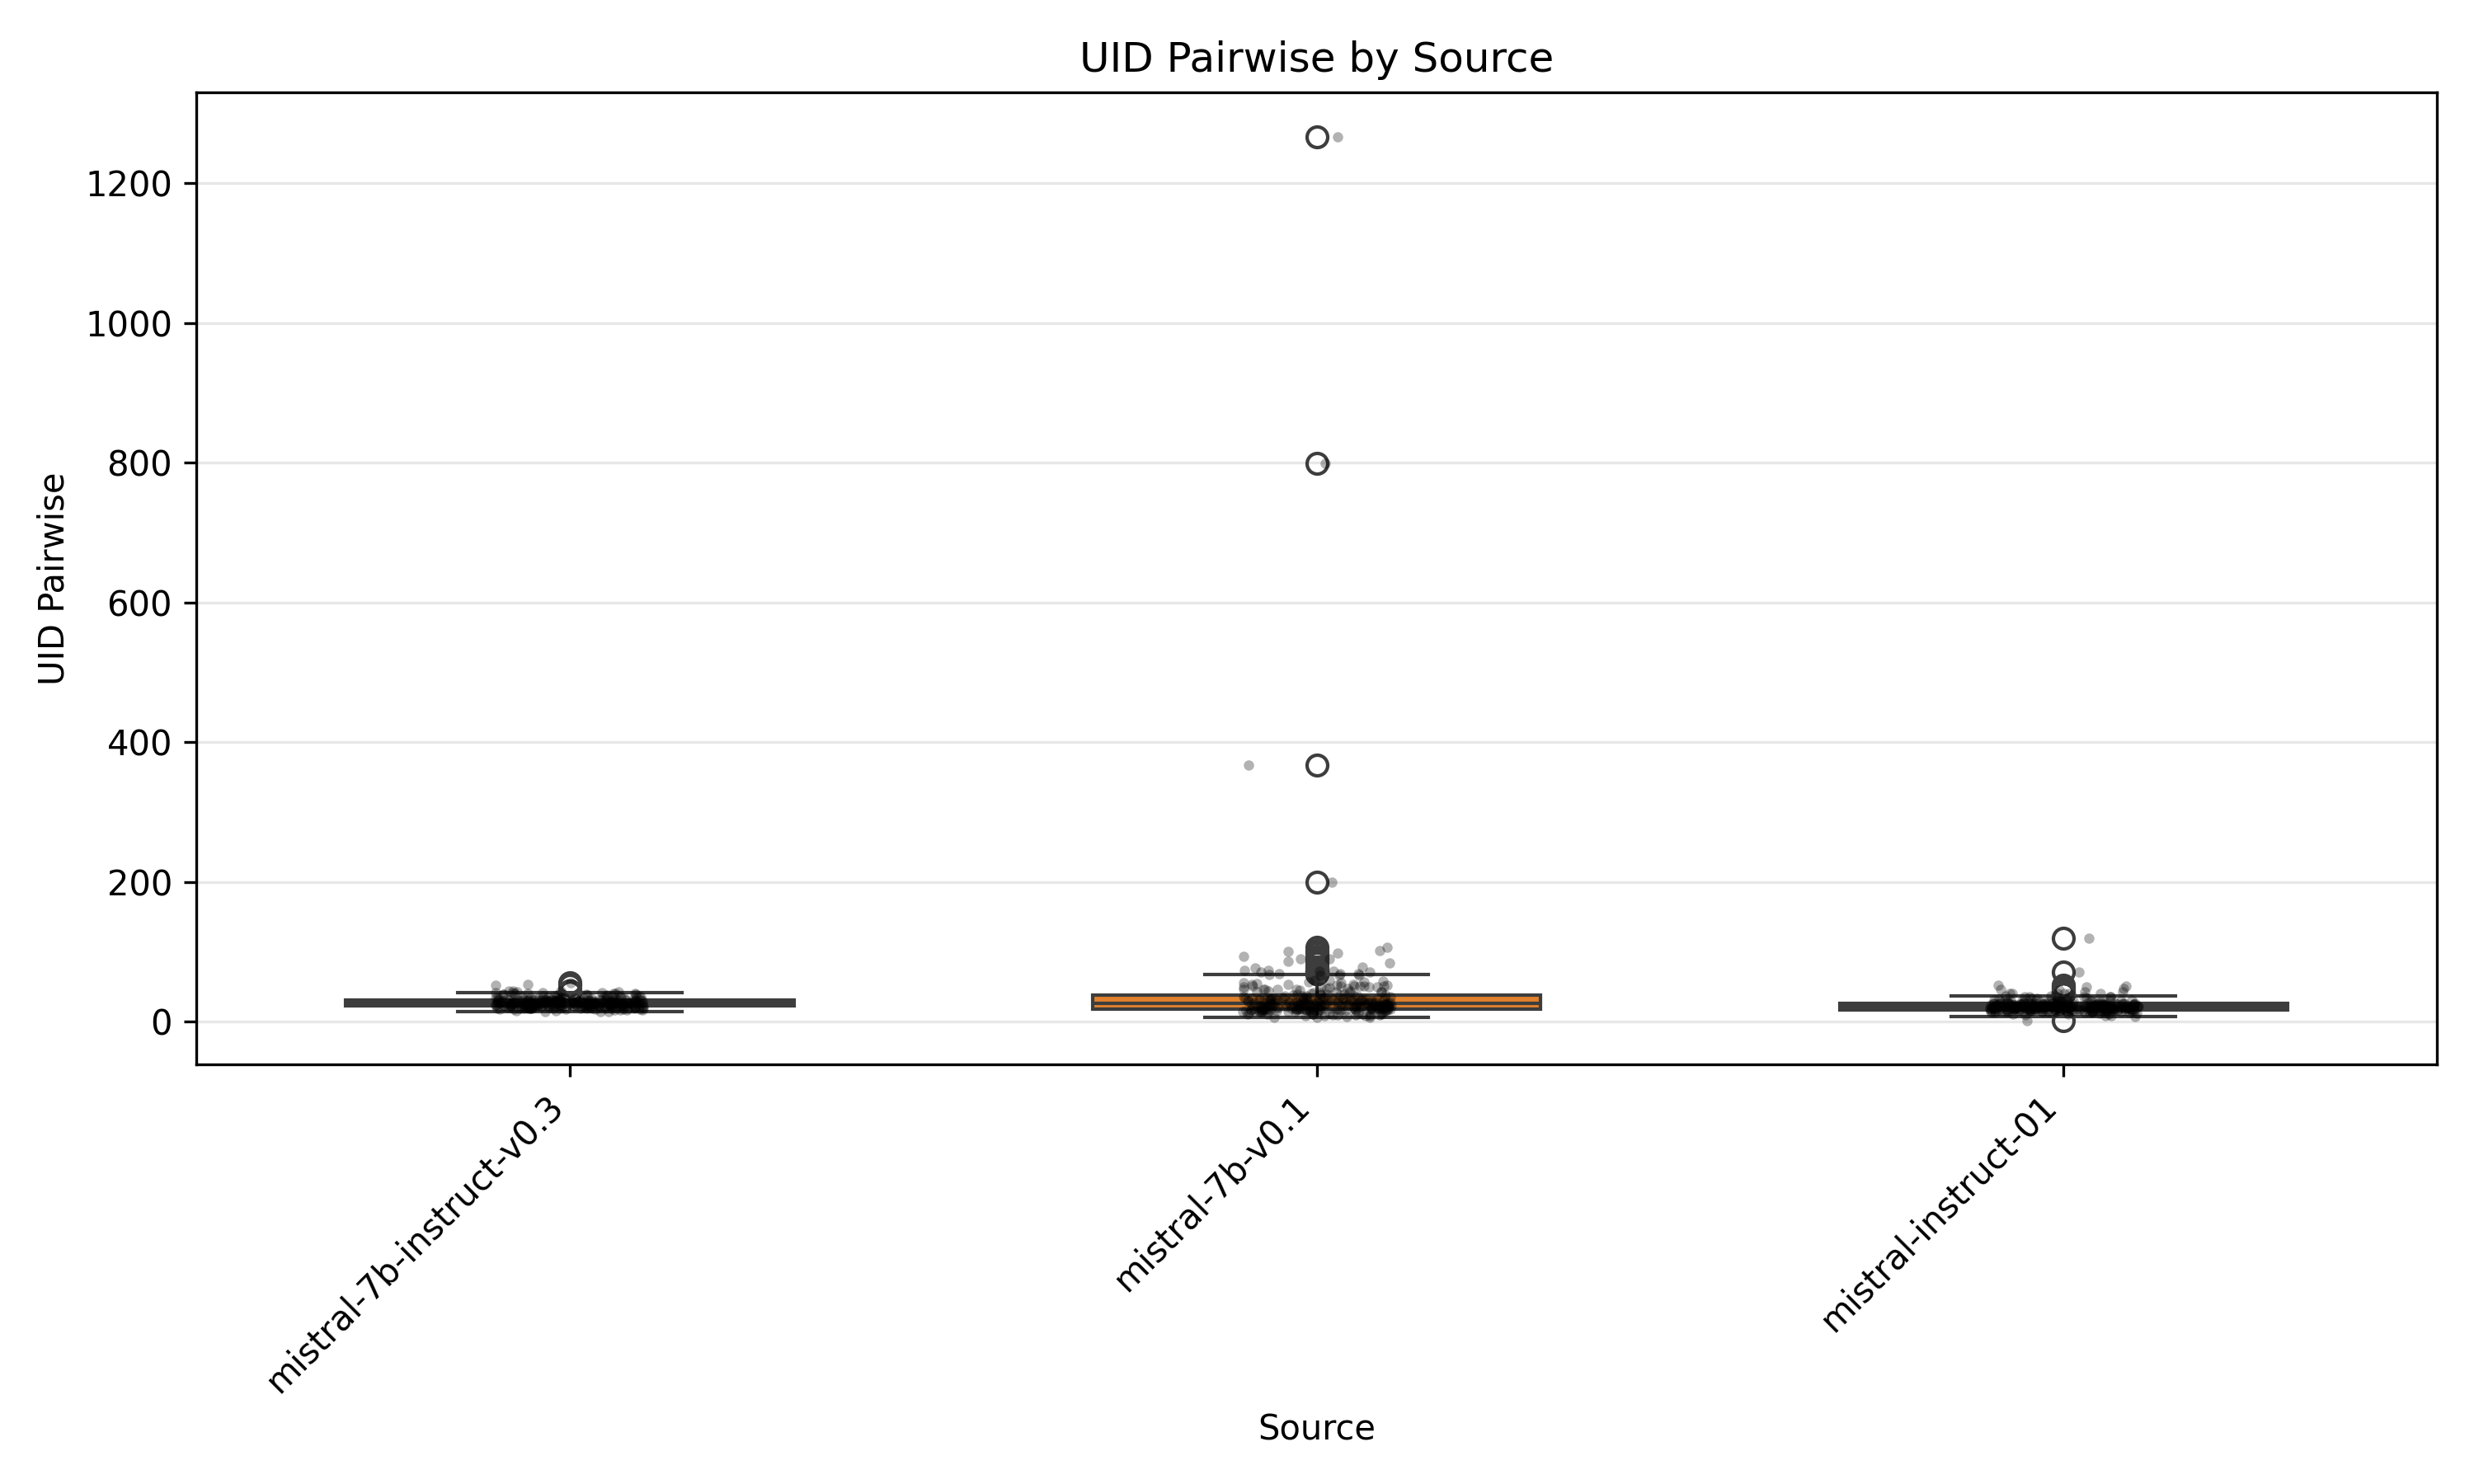 UID Pairwise by Source
UID Pairwise
1200
1000
800
600
400
200
0
mistral-7b-instruct-v0.3
mistral-7b-v0.1
mistral-instruct-01
Source